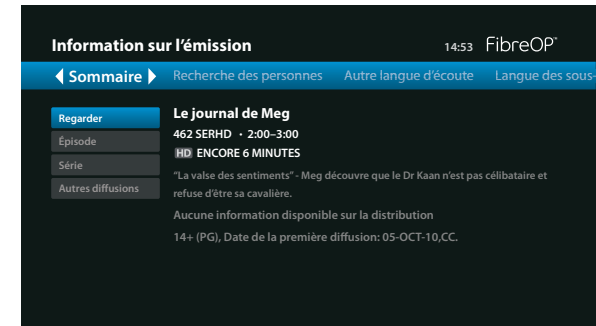 Information sur l'émission
14:53 FibreOP™
Sommaire Recherche des personnes Autre langue d'écoute Langue des sous-
Regarder
Épisode
Série
Autres diffusions
Le journal de Meg
462 SERHD • 2:00–3:00
HD ENCORE 6 MINUTES
"La valse des sentiments" - Meg découvre que le Dr Kaan n'est pas célibataire et
refuse d'être sa cavalière.
Aucune information disponible sur la distribution
14+ (PG), Date de la première diffusion: 05-OCT-10,CC.